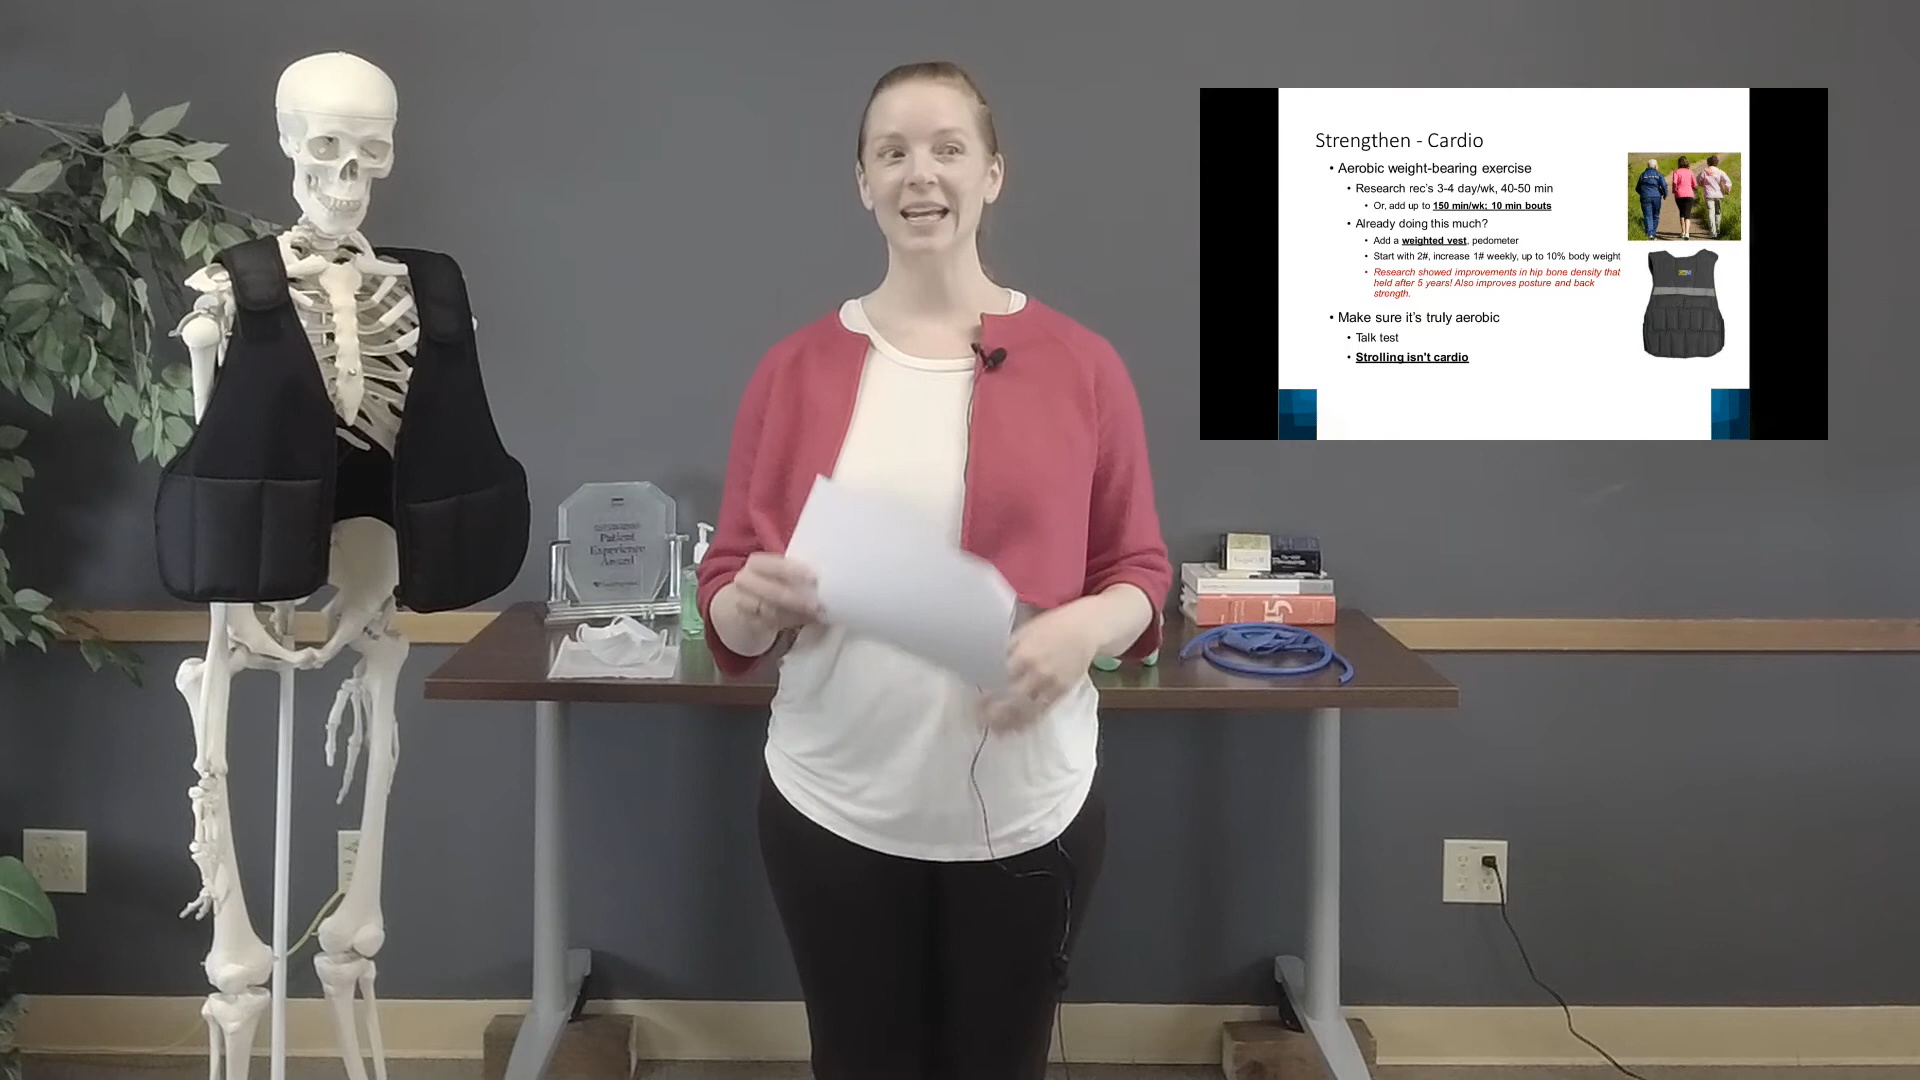 Strengthen - Cardio
• Aerobic weight-bearing exercise
• Research rec's 3-4 day/wk, 40-50 min
• Or, add up to 150 min/wk; 10 min bouts
• Already doing this much?
• Add a weighted vest, pedometer
• Start with 2#, increase 1# weekly, up to 10% body weight
• Research showed improvements in hip bone density that
held after 5 years! Also improves posture and back
strength.
• Make sure it's truly aerobic
• Talk test
• Strolling isn't cardio
Patient
Experience
Award